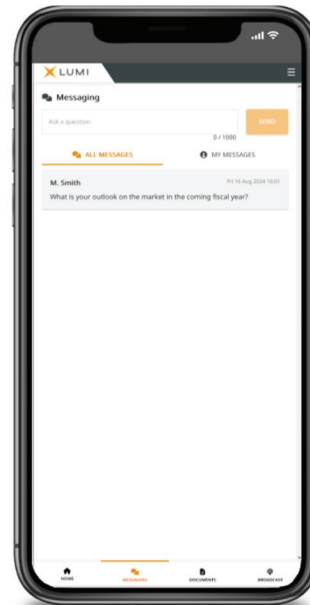 LUMI
Messaging
Ask a question
SEND
0 / 1000
ALL MESSAGES
MY MESSAGES
M. Smith
Fri 16 Aug 2024 16:01
What is your outlook on the market in the coming fiscal year?
HOME
MESSAGING
DOCUMENTS
BROADCAST